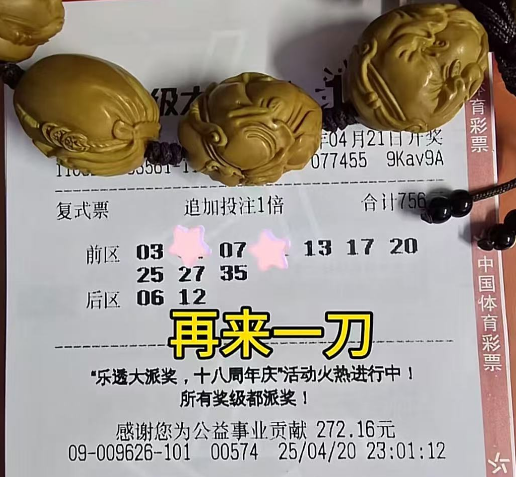 级大
年04月21日开奖
077455 9Kav9A
复式票 追加投注1倍 合计756
前区 03 07 13 17 20
25 27 35
后区 06 12
再来一刀
“乐透大派奖，十八周年庆”活动火热进行中！
所有奖级都派奖！
感谢您为公益事业贡献 272.16元
09-009626-101 00574 25/04/20 23:01:12
体育彩票
中国体育彩票